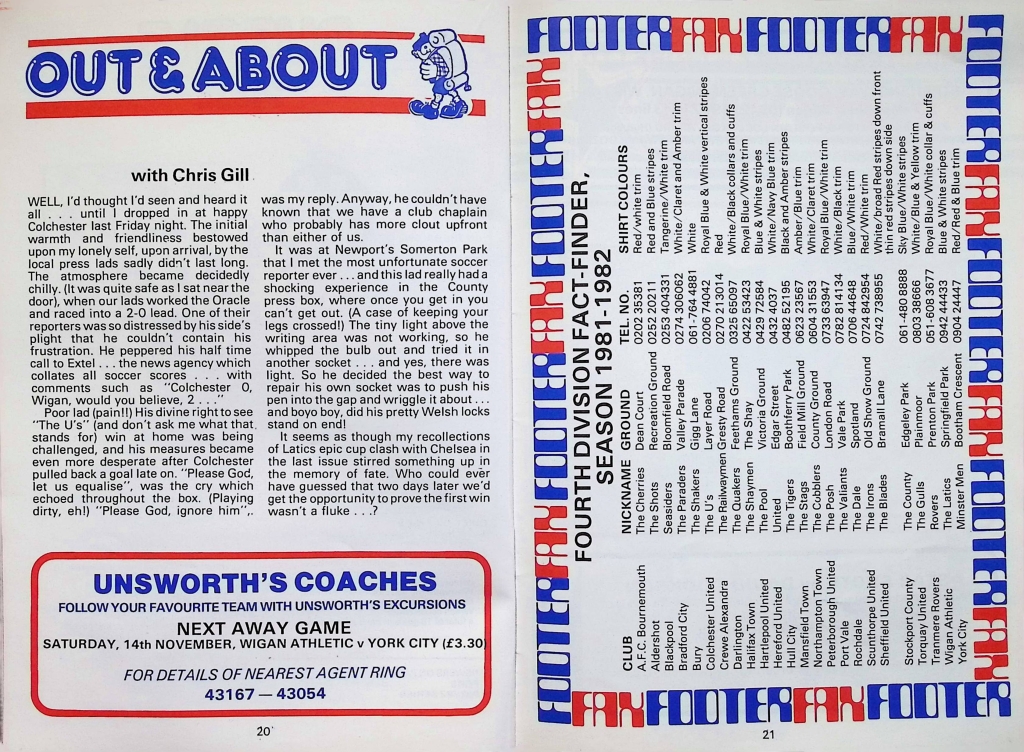 OUT & ABOUT
with Chris Gill
WELL, I'd thought I'd seen and heard it
all . . . until I dropped in at happy
Colchester last Friday night. The initial
warmth and friendliness bestowed
upon my lonely self, upon arrival, by the
local press lads sadly didn't last long.
The atmosphere became decidedly
chilly. (It was quite safe as I sat near the
door), when our lads worked the Oracle
and raced into a 2-0 lead. One of their
reporters was so distressed by his side's
plight that he couldn't contain his
frustration. He peppered his half time
call to Extel . . . the news agency which
collates all soccer scores . . . with
comments such as "Colchester O,
Wigan, would you believe, 2 . . ."
Poor lad (pain!!) His divine right to see
"The U's" (and don't ask me what that
stands for) win at home was being
challenged, and his measures became
even more desperate after Colchester
pulled back a goal late on. "Please God,
let us equalise", was the cry which
echoed throughout the box. (Playing
dirty, eh!) "Please God, ignore him",.
was my reply. Anyway, he couldn't have
known that we have a club chaplain
who probably has more clout upfront
than either of us.
It was at Newport's Somerton Park
that I met the most unfortunate soccer
reporter ever . . . and this lad really had a
shocking experience in the County
press box, where once you get in you
can't get out. (A case of keeping your
legs crossed!) The tiny light above the
writing area was not working, so he
whipped the bulb out and tried it in
another socket . . . and yes, there was
light. So he decided the best way to
repair his own socket was to push his
pen into the gap and wriggle it about . . .
and boyo boy, did his pretty Welsh locks
stand on end!
It seems as though my recollections
of Latics epic cup clash with Chelsea in
the last issue stirred something up in
the memory of fate. Who could ever
have guessed that two days later we'd
get the opportunity to prove the first win
wasn't a fluke . . .?
UNSWORTH'S COACHES
FOLLOW YOUR FAVOURITE TEAM WITH UNSWORTH'S EXCURSIONS
NEXT AWAY GAME
SATURDAY, 14th NOVEMBER, WIGAN ATHLETIC v YORK CITY (£3.30)
FOR DETAILS OF NEAREST AGENT RING
43167 — 43054
20
FOOTERFAXFOOTERFAX
FOOTERFAXFOOTERFAXFOOTERFAX
FOURTH DIVISION FACT-FINDER,
SEASON 1981-1982
CLUB NICKNAME GROUND TEL. NO. SHIRT COLOURS
A.F.C. Bournemouth The Cherries Dean Court 0202 35381 Red/white trim
Aldershot The Shots Recreation Ground 0252 20211 Red and Blue stripes
Blackpool Seasiders Bloomfield Road 0253 404331 Tangerine/White trim
Bradford City The Paraders Valley Parade 0274 306062 White/Claret and Amber trim
Bury The Shakers Gigg Lane 061-764 4881 White
Colchester United The U's Layer Road 0206 74042 Royal Blue & White vertical stripes
Crewe Alexandra The Railwaymen Gresty Road 0270 213014 Red
Darlington The Quakers Feethams Ground 0325 65097 White/Black collars and cuffs
Halifax Town The Shaymen The Shay 0422 53423 Royal Blue/White trim
Hartlepool United The Pool Victoria Ground 0429 72584 Blue & White stripes
Hereford United United Edgar Street 0432 4037 White/Navy Blue trim
Hull City The Tigers Boothferry Park 0482 52195 Black and Amber stripes
Mansfield Town The Stags Field Mill Ground 0623 23567 Amber/Blue trim
Northampton Town The Cobblers County Ground 0604 31553 White/Claret trim
Peterborough United The Posh London Road 0733 63947 Royal Blue/White trim
Port Vale The Valiants Vale Park 0782 814134 White/Black trim
Rochdale The Dale Spotland 0706 44648 Blue/White trim
Scunthorpe United The Irons Old Show Ground 0724 842954 Red/White trim
Sheffield United The Blades Bramall Lane 0742 738955 White/broad Red stripes down front
thin red stripes down side
Stockport County The County Edgeley Park 061-480 8888 Sky Blue/White stripes
Torquay United The Gulls Plainmoor 0803 38666 White/Blue & Yellow trim
Tranmere Rovers Rovers Prenton Park 051-608 3677 Royal Blue/White collar & cuffs
Wigan Athletic The Latics Springfield Park 0942 44433 Blue & White stripes
York City Minster Men Bootham Crescent 0904 24447 Red/Red & Blue trim
FOOTERFAXFOOTERFAXFOOTERFAX
FAXFOOTERFAXFOOTER
21